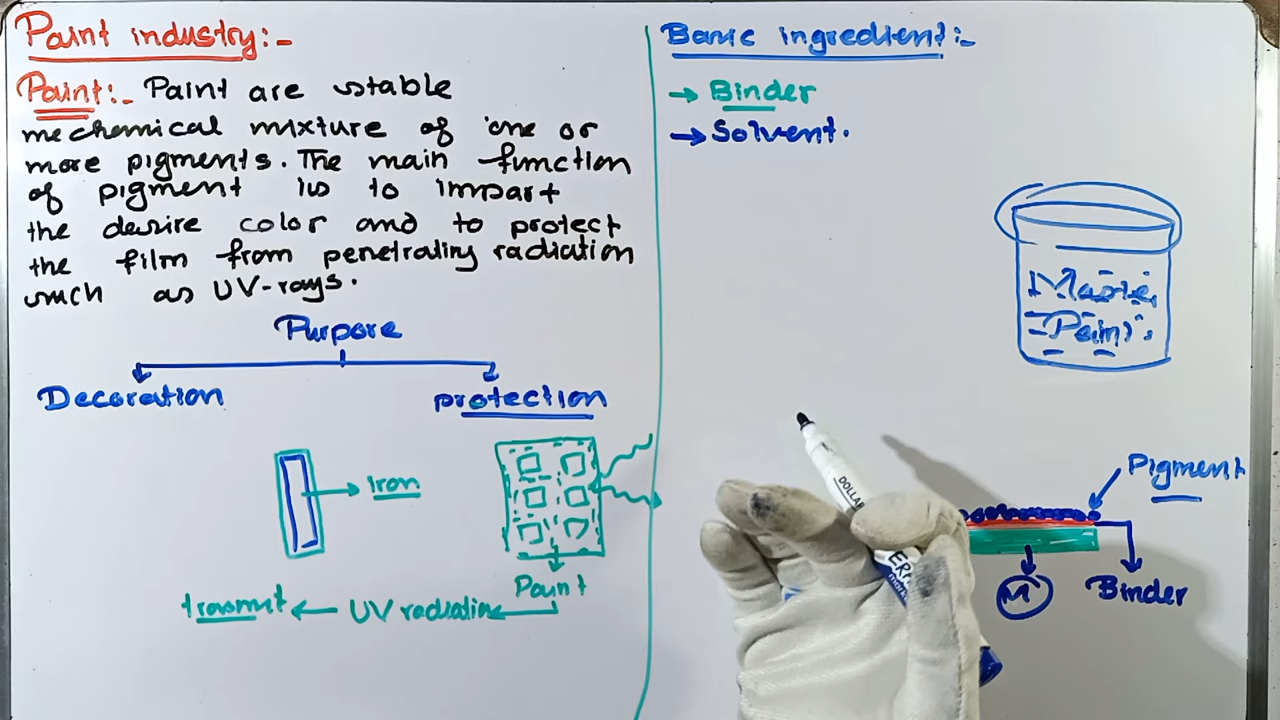 Paint industry:-
Paint:- Paint are stable
mechanical mixture of one or
more pigments. The main function
of pigment is to impart
the desire color and to protect
the film from penetrating radiation
such as UV-rays.
Purpose
Decoration
protection
Iron
Paint
UV radiation
transmit
Basic ingredient:-
→ Binder
→ Solvent.
Paint
Pigment
M
Binder
DOLLAR